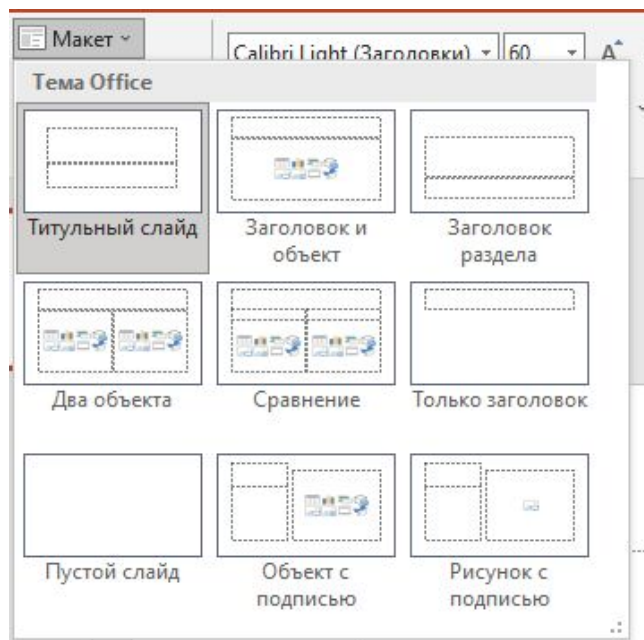 Макет
Calibri Light (Заголовки) 60 A
Тема Office
Титульный слайд
Заголовок и
объект
Заголовок
раздела
Два объекта
Сравнение
Только заголовок
Пустой слайд
Объект с
подписью
Рисунок с
подписью